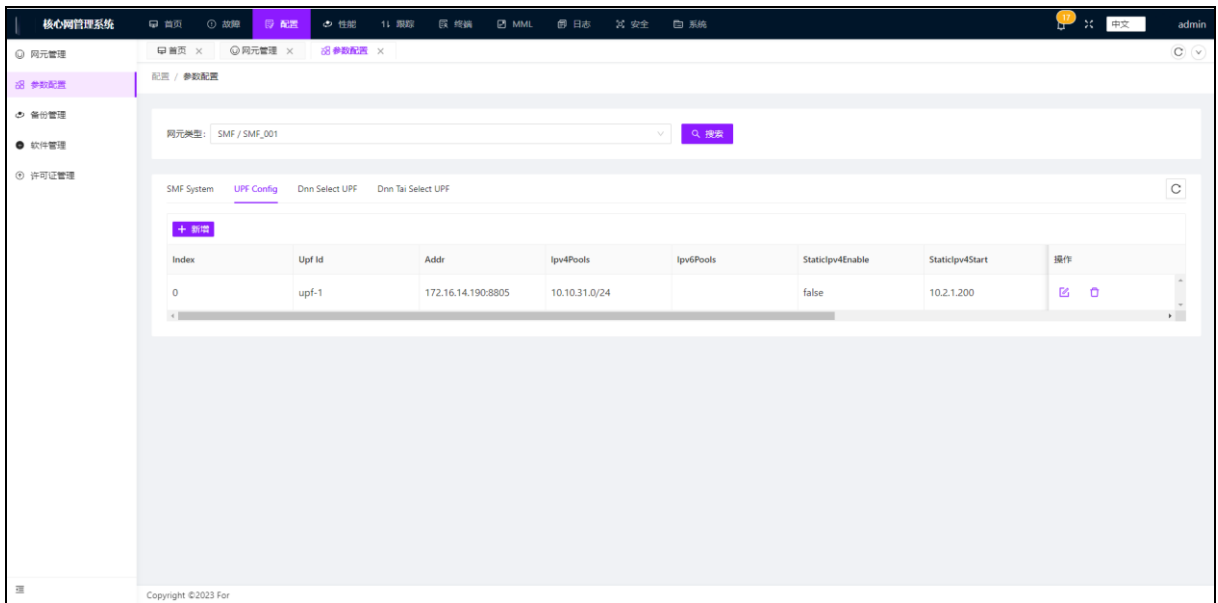 核心网管理系统 首页 故障 配置 性能 跟踪 终端 MML 日志 安全 系统 17 中文 admin
网元管理 首页 网元管理 参数配置
参数配置 配置 / 参数配置
备份管理
网元类型: SMF / SMF_001 搜索
软件管理
许可证管理
SMF System UPF Config Dnn Select UPF Dnn Tai Select UPF
+ 新增
Index Upf Id Addr Ipv4Pools Ipv6Pools StaticIpv4Enable StaticIpv4Start 操作
0 upf-1 172.16.14.190:8805 10.10.31.0/24 false 10.2.1.200
Copyright ©2023 For